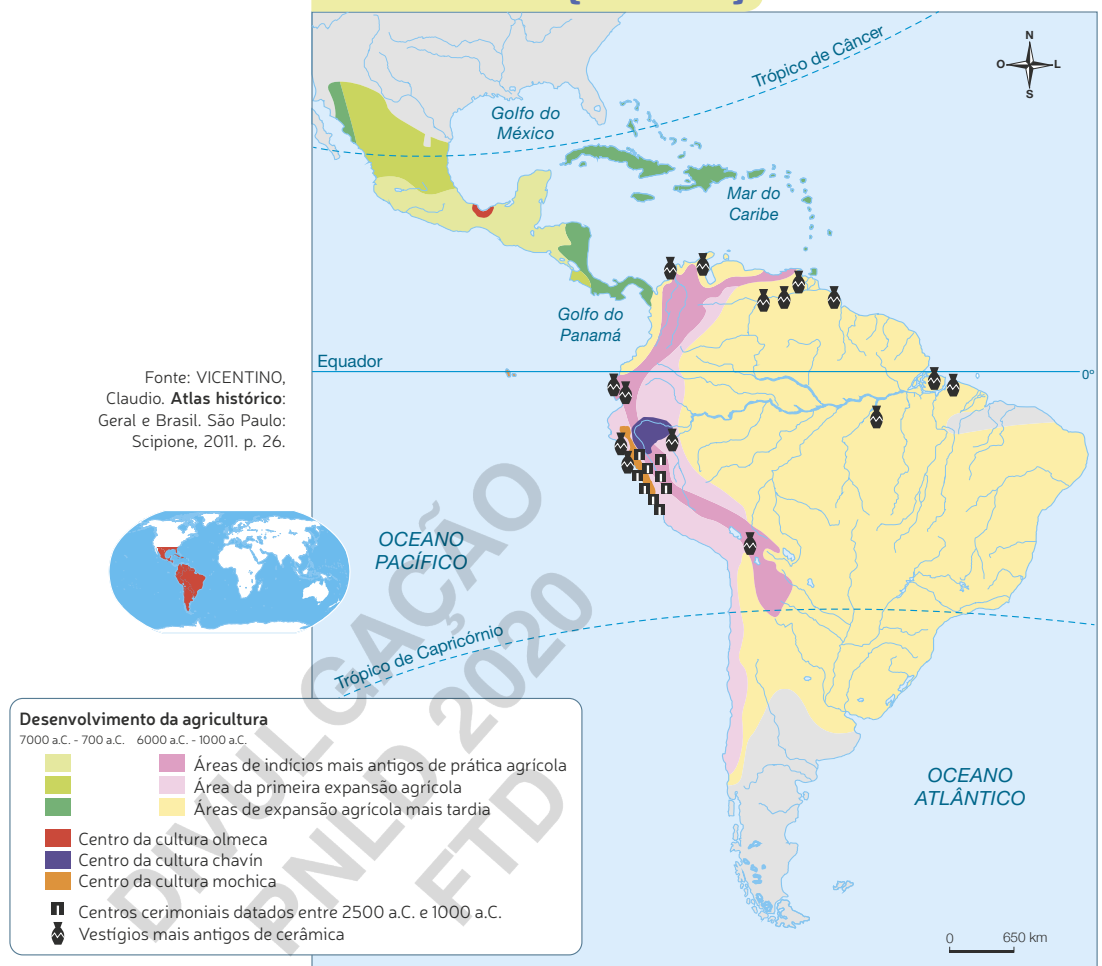 N
O L
S
Trópico de Câncer
Golfo do
México
Mar do
Caribe
Golfo do
Panamá
Equador
0º
Fonte: VICENTINO,
Claudio. Atlas histórico:
Geral e Brasil. São Paulo:
Scipione, 2011. p. 26.
OCEANO
PACÍFICO
Trópico de Capricórnio
OCEANO
ATLÂNTICO
Desenvolvimento da agricultura
7000 a.C. - 700 a.C. 6000 a.C. - 1000 a.C.
Áreas de indícios mais antigos de prática agrícola
Área da primeira expansão agrícola
Áreas de expansão agrícola mais tardia
Centro da cultura olmeca
Centro da cultura chavín
Centro da cultura mochica
Centros cerimoniais datados entre 2500 a.C. e 1000 a.C.
Vestígios mais antigos de cerâmica
0 650 km
DIVULGAÇÃO
PNLD 2020
FTD